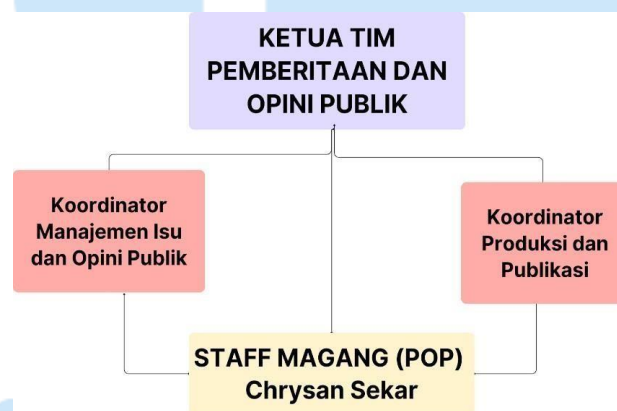 KETUA TIM
PEMBERITAAN DAN
OPINI PUBLIK
Koordinator
Manajemen Isu
dan Opini Publik
Koordinator
Produksi dan
Publikasi
STAFF MAGANG (POP)
Chrysan Sekar